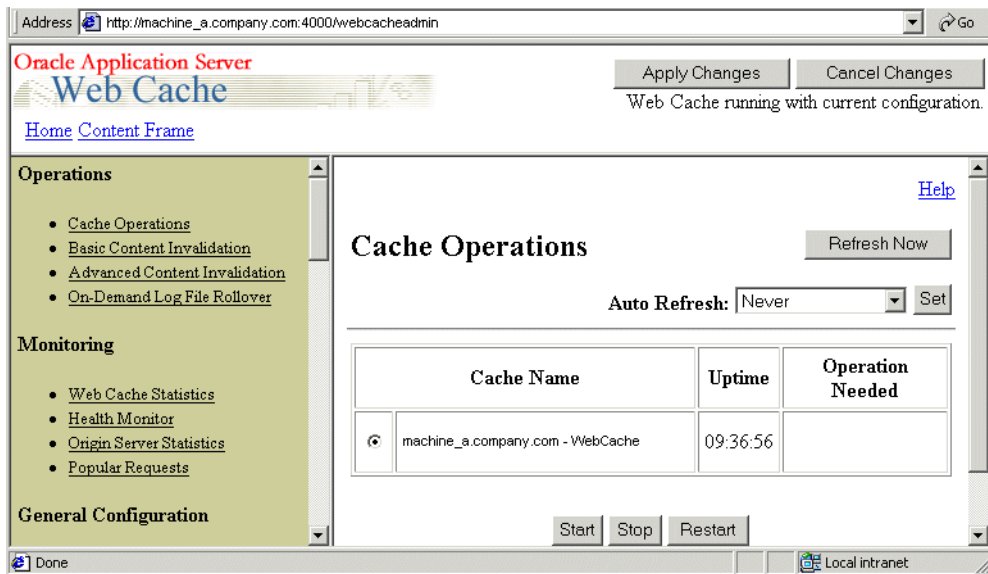 Address http://machine_a.company.com:4000/webcacheadmin Go
Oracle Application Server
Web Cache
Apply Changes Cancel Changes
Web Cache running with current configuration.
Home Content Frame
Operations
Cache Operations
Basic Content Invalidation
Advanced Content Invalidation
On-Demand Log File Rollover
Monitoring
Web Cache Statistics
Health Monitor
Origin Server Statistics
Popular Requests
General Configuration
Help
Cache Operations Refresh Now
Auto Refresh: Never Set
Cache Name Uptime Operation Needed
machine_a.company.com - WebCache 09:36:56
Start Stop Restart
Done Local intranet